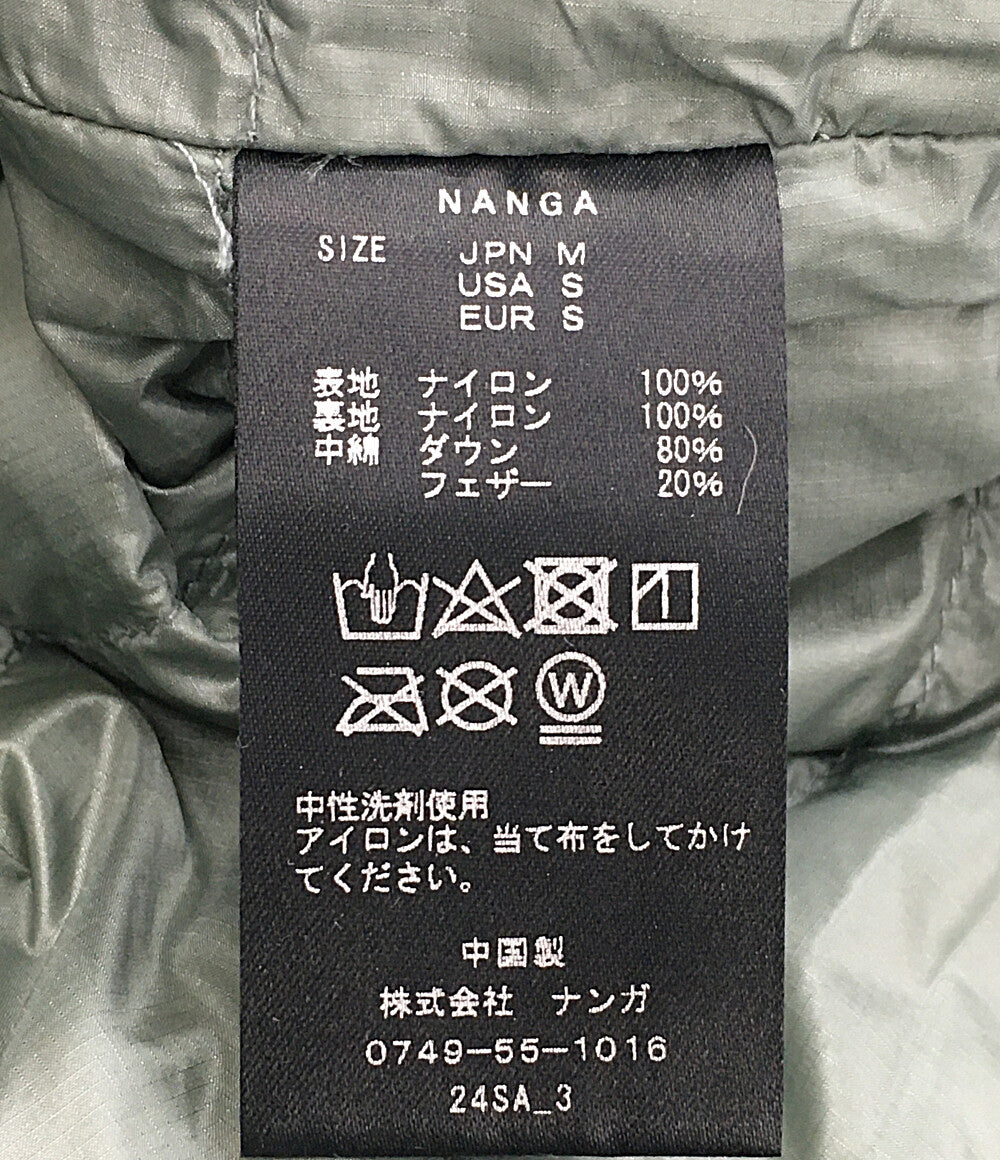 NANGA
SIZE JPN M
USA S
EUR S
表地 ナイロン 100%
裏地 ナイロン 100%
中綿 ダウン 80%
フェザー 20%
W
中性洗剤使用
アイロンは、当て布をしてかけ
てください。
中国製
株式会社 ナンガ
0749-55-1016
24SA_3